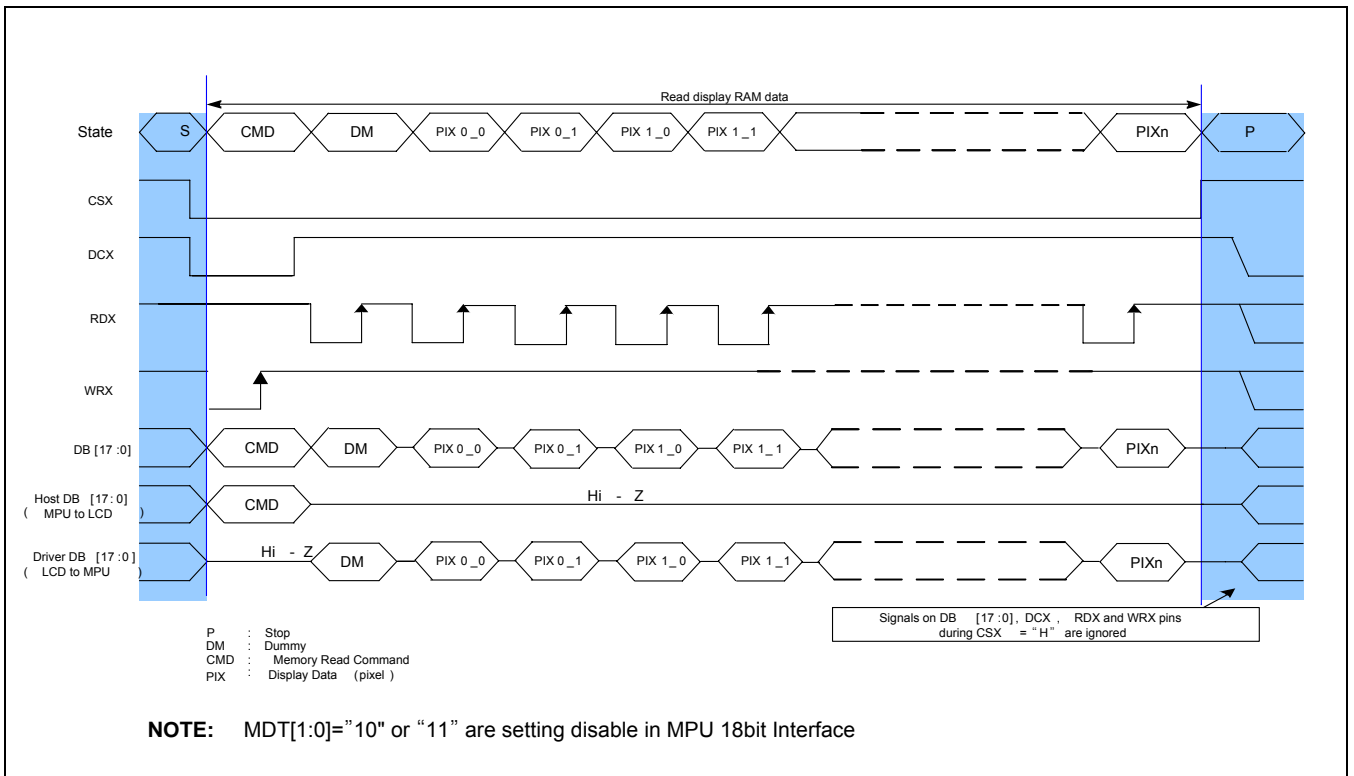 Read display RAM data
State S CMD DM PIX 0 _0 PIX 0 _1 PIX 1 _0 PIX 1 _1 PIXn P
CSX
DCX
RDX
WRX
DB [17 :0] CMD DM PIX 0 _0 PIX 0 _1 PIX 1 _0 PIX 1_ 1 PIXn
Host DB [17: 0]
( MPU to LCD ) CMD Hi - Z
Driver DB [17 :0 ]
( LCD to MPU ) Hi - Z DM PIX 0 _0 PIX 0 _1 PIX 1_ 0 PIX 1 _1 PIXn
Signals on DB [17 :0] , DCX , RDX and WRX pins
during CSX = “H” are ignored
P : Stop
DM : Dummy
CMD : Memory Read Command
PIX : Display Data (pixel )
NOTE: MDT[1:0]=”10" or “11” are setting disable in MPU 18bit Interface